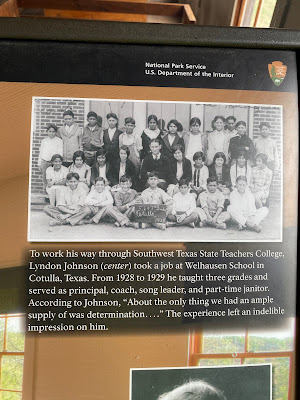 National Park Service
U.S. Department of the Interior
To work his way through Southwest Texas State Teachers College,
Lyndon Johnson (center) took a job at Welhausen School in
Cotulla, Texas. From 1928 to 1929 he taught three grades and
served as principal, coach, song leader, and part-time janitor.
According to Johnson, “About the only thing we had an ample
supply of was determination. . . .” The experience left an indelible
impression on him.